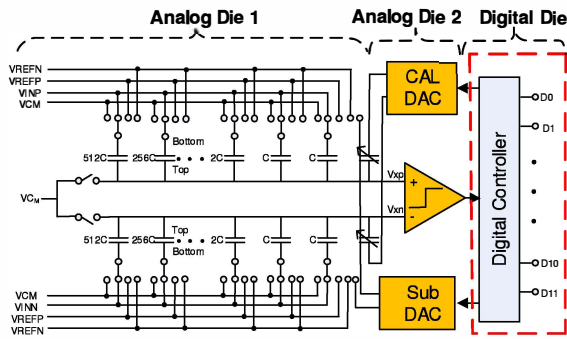 Analog Die 1
Analog Die 2
Digital Die
VREFN
VREFP
VINP
VCM
CAL
DAC
D0
D1
Bottom
512C
256C
2C
C
C
Top
Vxp
+
VCM
Digital Controller
Vxn
-
Top
512C
256C
2C
C
C
Bottom
D10
D11
Sub
DAC
VCM
VINN
VREFP
VREFN